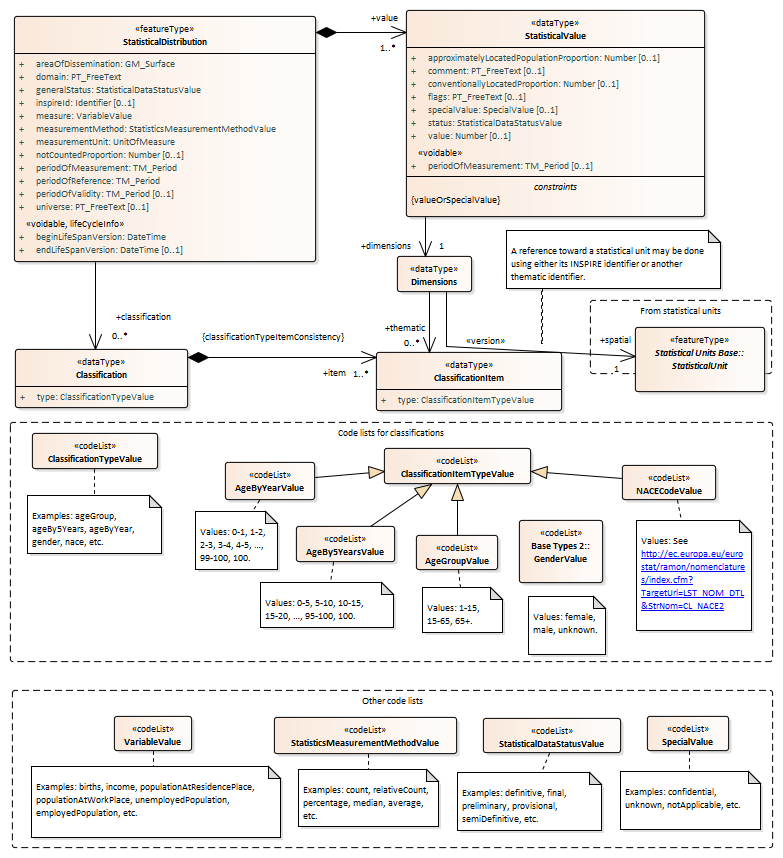 «featureType»
StatisticalDistribution
+ areaOfDissemination: GM_Surface
+ domain: PT_FreeText
+ generalStatus: StatisticalDataStatusValue
+ inspireId: Identifier [0..1]
+ measure: VariableValue
+ measurementMethod: StatisticsMeasurementMethodValue
+ measurementUnit: UnitOfMeasure
+ notCountedProportion: Number [0..1]
+ periodOfMeasurement: TM_Period
+ periodOfReference: TM_Period
+ periodOfValidity: TM_Period [0..1]
+ universe: PT_FreeText [0..1]
«voidable, lifeCycleInfo»
+ beginLifeSpanVersion: DateTime
+ endLifeSpanVersion: DateTime [0..1]
+value
1..*
«dataType»
StatisticalValue
+ approximatelyLocatedPopulationProportion: Number [0..1]
+ comment: PT_FreeText [0..1]
+ conventionallyLocatedProportion: Number [0..1]
+ flags: PT_FreeText [0..1]
+ specialValue: SpecialValue [0..1]
+ status: StatisticalDataStatusValue
+ value: Number [0..1]
«voidable»
+ periodOfMeasurement: TM_Period [0..1]
constraints
{valueOrSpecialValue}
+dimensions
1
«dataType»
Dimensions
A reference toward a statistical unit may be done
using either its INSPIRE identifier or another
thematic identifier.
From statistical units
+classification
0..*
{classificationTypeItemConsistency}
+thematic
0..*
«version»
+spatial
1
«featureType»
Statistical Units Base::
StatisticalUnit
«dataType»
Classification
+ type: ClassificationTypeValue
+item
1..*
«dataType»
ClassificationItem
+ type: ClassificationItemTypeValue
Code lists for classifications
«codeList»
ClassificationTypeValue
Examples: ageGroup,
ageBy5Years, ageByYear,
gender, nace, etc.
«codeList»
AgeByYearValue
Values: 0-1, 1-2,
2-3, 3-4, 4-5, ...,
99-100, 100.
«codeList»
ClassificationItemTypeValue
«codeList»
NACECodeValue
«codeList»
AgeBy5YearsValue
Values: 0-5, 5-10, 10-15,
15-20, ..., 95-100, 100.
«codeList»
AgeGroupValue
Values: 1-15,
15-65, 65+.
«codeList»
Base Types 2::
GenderValue
Values: female,
male, unknown.
Values: See
http://ec.europa.eu/euro
stat/ramon/nomenclature
s/index.cfm?
TargetUrl=LST_NOM_DTL
&StrNom=CL_NACE2
Other code lists
«codeList»
VariableValue
Examples: births, income, populationAtResidencePlace,
populationAtWorkPlace, unemployedPopulation,
employedPopulation, etc.
«codeList»
StatisticsMeasurementMethodValue
Examples: count, relativeCount,
percentage, median, average,
etc.
«codeList»
StatisticalDataStatusValue
Examples: definitive, final,
preliminary, provisional,
semiDefinitive, etc.
«codeList»
SpecialValue
Examples: confidential,
unknown, notApplicable, etc.